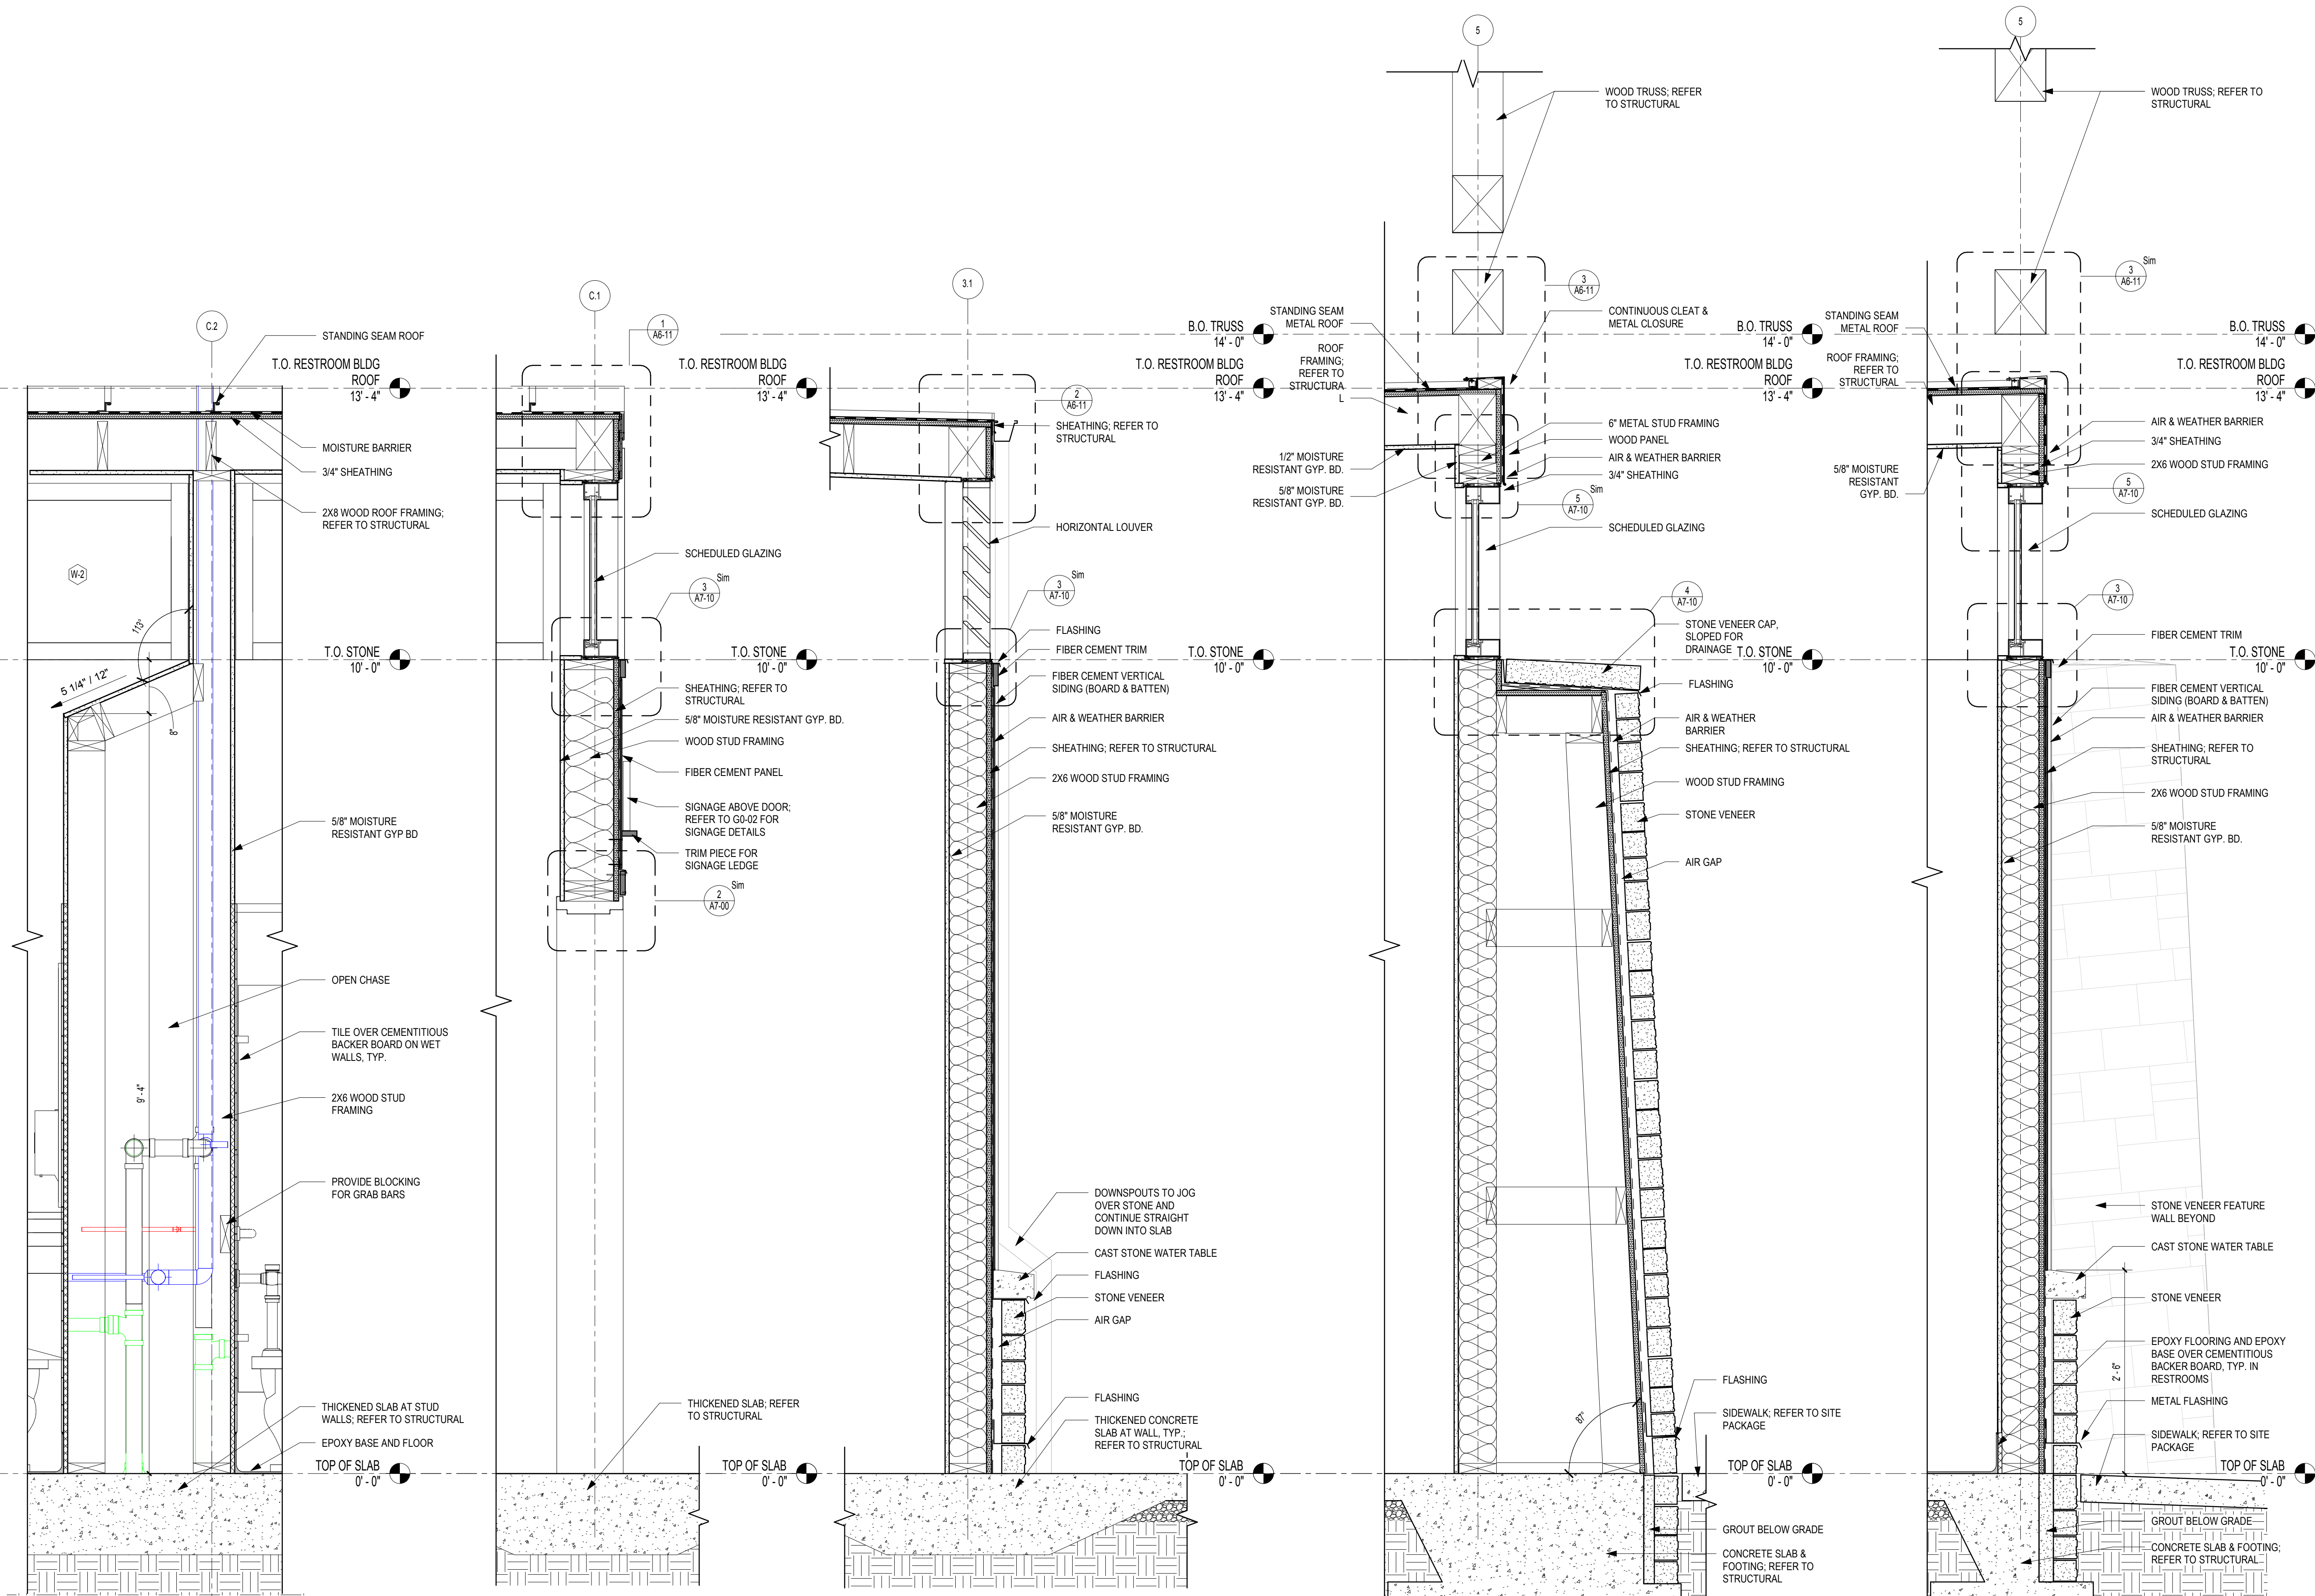 C.2
STANDING SEAM ROOF
T.O. RESTROOM BLDG
ROOF
13' - 4"
MOISTURE BARRIER
3/4" SHEATHING
2X8 WOOD ROOF FRAMING;
REFER TO STRUCTURAL
W-2
113°
5 1/4" / 12"
8"
T.O. STONE
10' - 0"
5/8" MOISTURE
RESISTANT GYP BD
OPEN CHASE
TILE OVER CEMENTITIOUS
BACKER BOARD ON WET
WALLS, TYP.
9' - 4"
2X6 WOOD STUD
FRAMING
PROVIDE BLOCKING
FOR GRAB BARS
THICKENED SLAB AT STUD
WALLS; REFER TO STRUCTURAL
EPOXY BASE AND FLOOR
TOP OF SLAB
0' - 0"
C.1
1
A6-11
T.O. RESTROOM BLDG
ROOF
13' - 4"
SCHEDULED GLAZING
3
A7-10
Sim
T.O. STONE
10' - 0"
SHEATHING; REFER TO
STRUCTURAL
5/8" MOISTURE RESISTANT GYP. BD.
WOOD STUD FRAMING
FIBER CEMENT PANEL
SIGNAGE ABOVE DOOR;
REFER TO G0-02 FOR
SIGNAGE DETAILS
TRIM PIECE FOR
SIGNAGE LEDGE
2
A7-00
Sim
THICKENED SLAB; REFER
TO STRUCTURAL
TOP OF SLAB
0' - 0"
3.1
B.O. TRUSS
14' - 0"
T.O. RESTROOM BLDG
ROOF
13' - 4"
2
A6-11
SHEATHING; REFER TO
STRUCTURAL
HORIZONTAL LOUVER
3
A7-10
Sim
FLASHING
FIBER CEMENT TRIM
T.O. STONE
10' - 0"
FIBER CEMENT VERTICAL
SIDING (BOARD & BATTEN)
AIR & WEATHER BARRIER
SHEATHING; REFER TO STRUCTURAL
2X6 WOOD STUD FRAMING
5/8" MOISTURE
RESISTANT GYP. BD.
DOWNSPOUTS TO JOG
OVER STONE AND
CONTINUE STRAIGHT
DOWN INTO SLAB
CAST STONE WATER TABLE
FLASHING
STONE VENEER
AIR GAP
FLASHING
THICKENED CONCRETE
SLAB AT WALL, TYP.;
REFER TO STRUCTURAL
TOP OF SLAB
0' - 0"
5
WOOD TRUSS; REFER
TO STRUCTURAL
3
A6-11
STANDING SEAM
METAL ROOF
CONTINUOUS CLEAT &
METAL CLOSURE
B.O. TRUSS
14' - 0"
ROOF
FRAMING;
REFER TO
STRUCTURA
L
T.O. RESTROOM BLDG
ROOF
13' - 4"
6" METAL STUD FRAMING
WOOD PANEL
AIR & WEATHER BARRIER
3/4" SHEATHING
1/2" MOISTURE
RESISTANT GYP. BD.
5/8" MOISTURE
RESISTANT GYP. BD.
5
A7-10
Sim
SCHEDULED GLAZING
4
A7-10
STONE VENEER CAP,
SLOPED FOR
DRAINAGE
T.O. STONE
10' - 0"
FLASHING
AIR & WEATHER
BARRIER
SHEATHING; REFER TO STRUCTURAL
WOOD STUD FRAMING
STONE VENEER
AIR GAP
87°
FLASHING
SIDEWALK; REFER TO SITE
PACKAGE
TOP OF SLAB
0' - 0"
GROUT BELOW GRADE
CONCRETE SLAB &
FOOTING; REFER TO
STRUCTURAL
5
WOOD TRUSS; REFER TO
STRUCTURAL
3
A6-11
Sim
STANDING SEAM
METAL ROOF
B.O. TRUSS
14' - 0"
ROOF FRAMING;
REFER TO
STRUCTURAL
T.O. RESTROOM BLDG
ROOF
13' - 4"
AIR & WEATHER BARRIER
3/4" SHEATHING
2X6 WOOD STUD FRAMING
5/8" MOISTURE
RESISTANT
GYP. BD.
5
A7-10
SCHEDULED GLAZING
3
A7-10
FIBER CEMENT TRIM
T.O. STONE
10' - 0"
FIBER CEMENT VERTICAL
SIDING (BOARD & BATTEN)
AIR & WEATHER BARRIER
SHEATHING; REFER TO
STRUCTURAL
2X6 WOOD STUD FRAMING
5/8" MOISTURE
RESISTANT GYP. BD.
STONE VENEER FEATURE
WALL BEYOND
CAST STONE WATER TABLE
STONE VENEER
2' - 6"
EPOXY FLOORING AND EPOXY
BASE OVER CEMENTITIOUS
BACKER BOARD, TYP. IN
RESTROOMS
METAL FLASHING
SIDEWALK; REFER TO SITE
PACKAGE
TOP OF SLAB
0' - 0"
GROUT BELOW GRADE
CONCRETE SLAB & FOOTING;
REFER TO STRUCTURAL